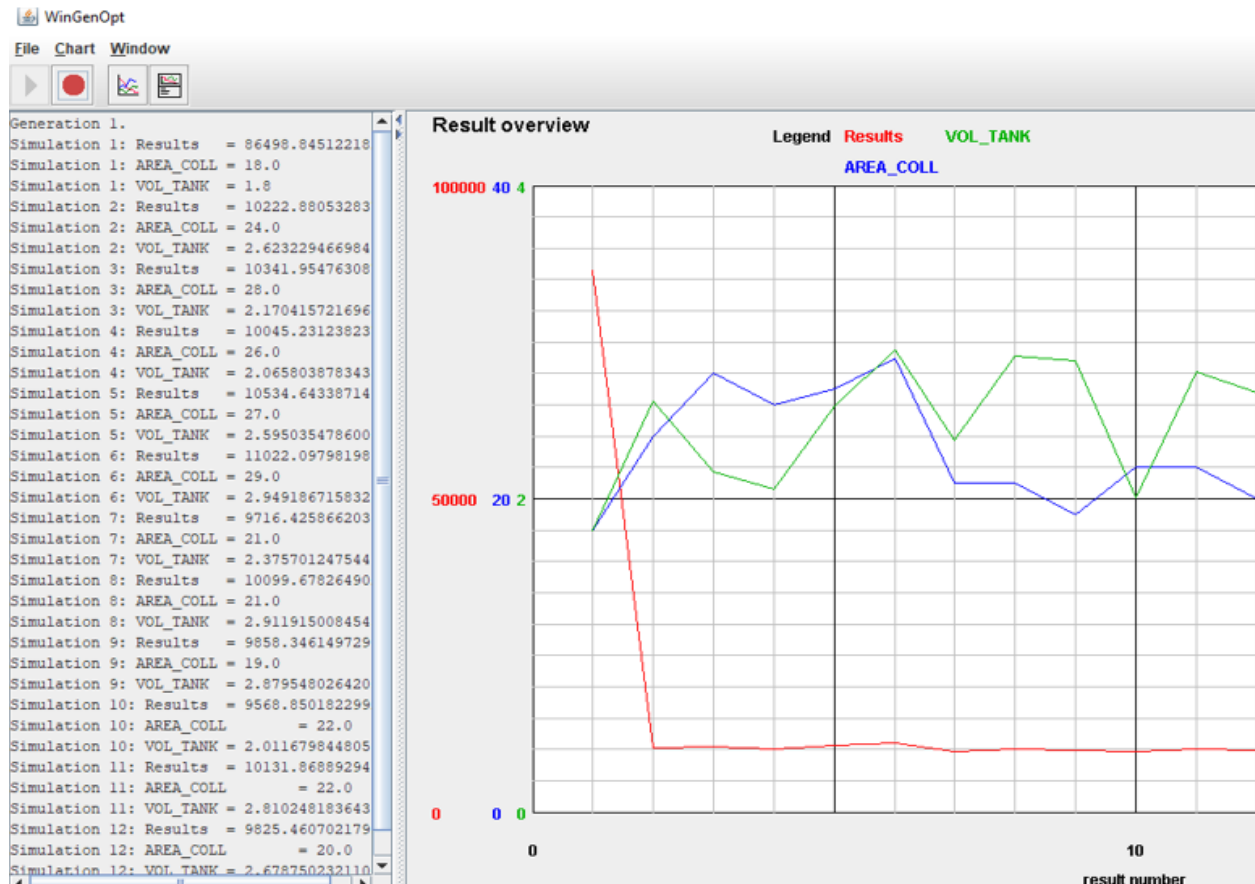 WinGenOpt
File Chart Window
Generation 1.
Simulation 1: Results = 86498.84512218
Simulation 1: AREA_COLL = 18.0
Simulation 1: VOL_TANK = 1.8
Simulation 2: Results = 10222.88053283
Simulation 2: AREA_COLL = 24.0
Simulation 2: VOL_TANK = 2.623229466984
Simulation 3: Results = 10341.95476308
Simulation 3: AREA_COLL = 28.0
Simulation 3: VOL_TANK = 2.170415721696
Simulation 4: Results = 10045.23123823
Simulation 4: AREA_COLL = 26.0
Simulation 4: VOL_TANK = 2.065803878343
Simulation 5: Results = 10534.64338714
Simulation 5: AREA_COLL = 27.0
Simulation 5: VOL_TANK = 2.595035478600
Simulation 6: Results = 11022.09798198
Simulation 6: AREA_COLL = 29.0
Simulation 6: VOL_TANK = 2.949186715832
Simulation 7: Results = 9716.425866203
Simulation 7: AREA_COLL = 21.0
Simulation 7: VOL_TANK = 2.375701247544
Simulation 8: Results = 10099.67826490
Simulation 8: AREA_COLL = 21.0
Simulation 8: VOL_TANK = 2.911915008454
Simulation 9: Results = 9858.346149729
Simulation 9: AREA_COLL = 19.0
Simulation 9: VOL_TANK = 2.879548026420
Simulation 10: Results = 9568.850182299
Simulation 10: AREA_COLL = 22.0
Simulation 10: VOL_TANK = 2.011679844805
Simulation 11: Results = 10131.86889294
Simulation 11: AREA_COLL = 22.0
Simulation 11: VOL_TANK = 2.810248183643
Simulation 12: Results = 9825.460702179
Simulation 12: AREA_COLL = 20.0
Simulation 12: VOL_TANK = 2.678750232110
Result overview
Legend Results VOL_TANK
AREA_COLL
100000 40 4
50000 20 2
0 0 0
0 10
result number